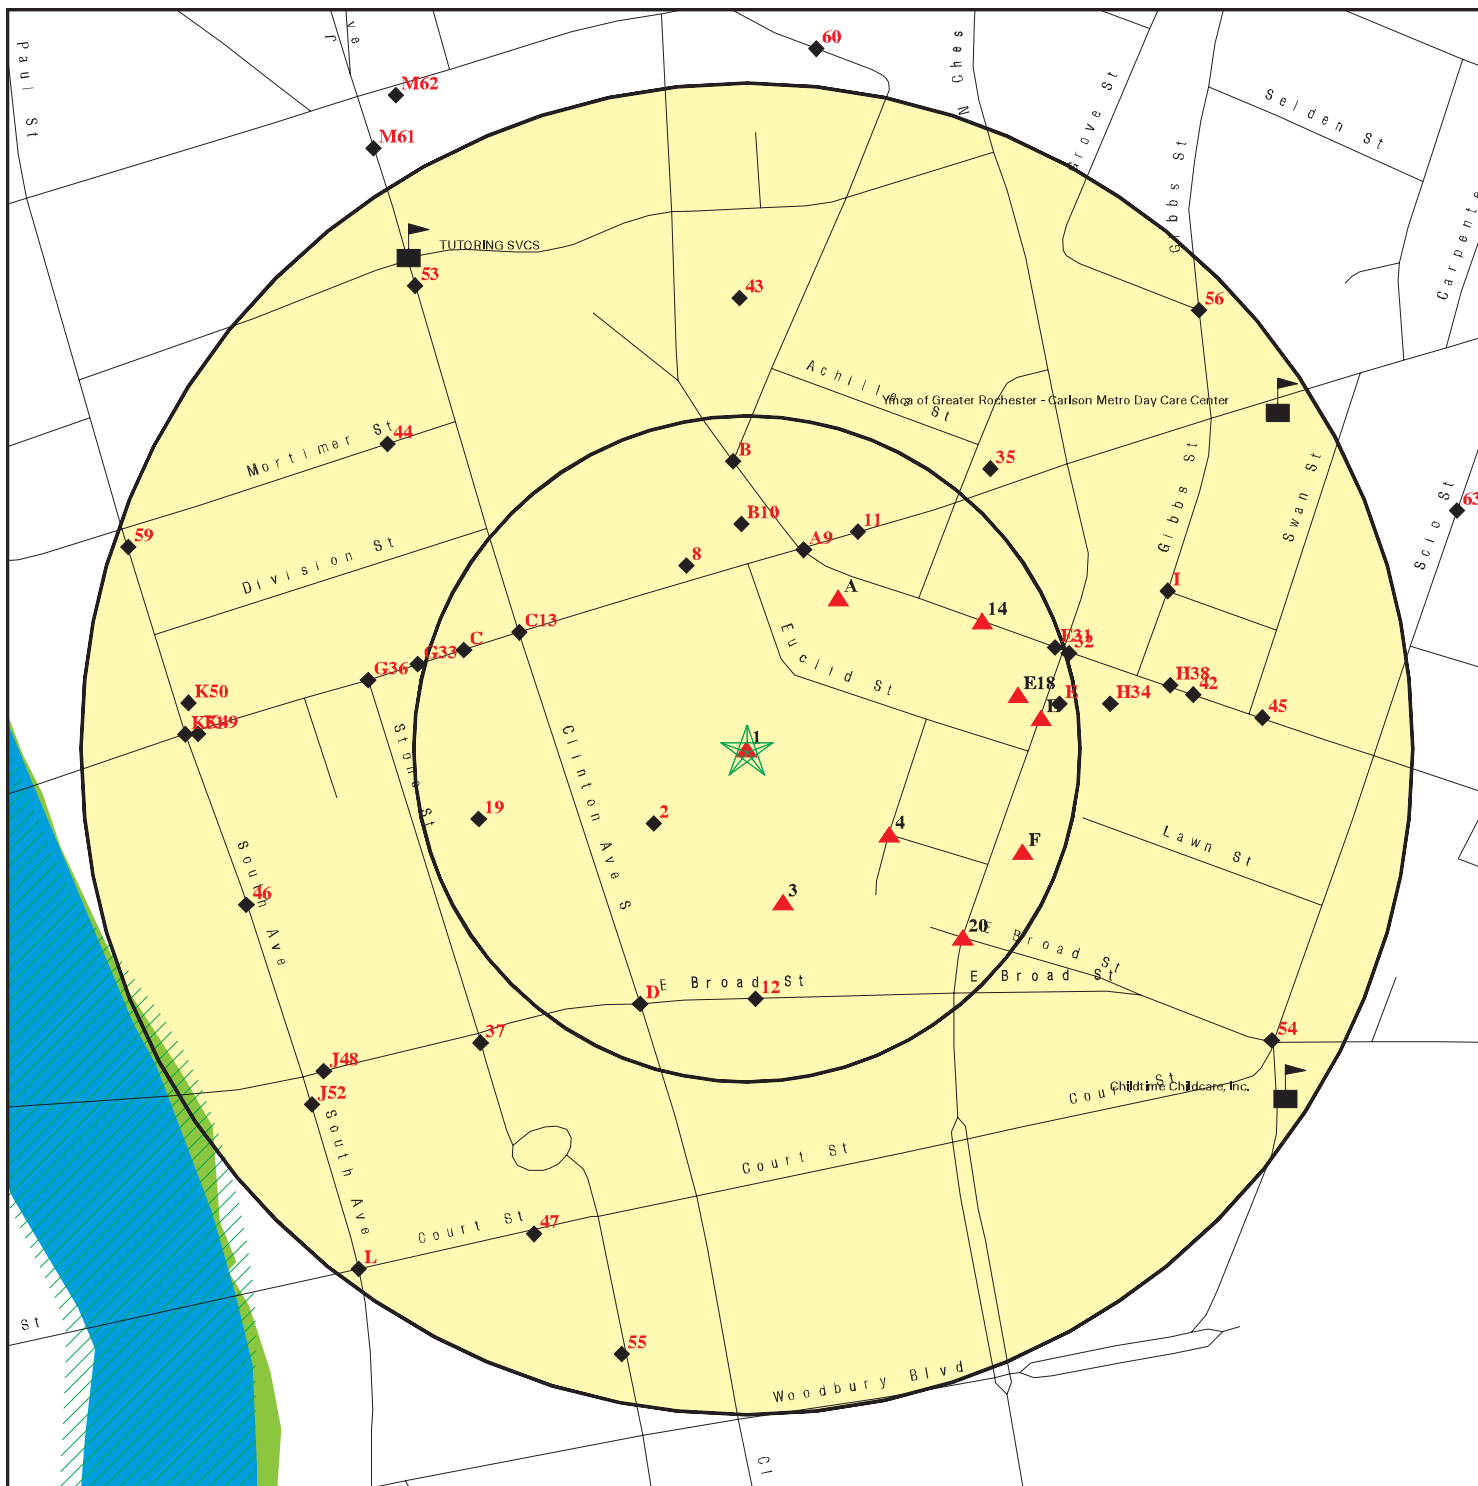 60
M62
M61
Paul St
N Ches
Grove St
Gibbs St
Selden St
Carpente
TUTORING SVCS
53
43
56
Achilles St
Ymca of Greater Rochester - Carlson Metro Day Care Center
Mortimer St
44
B
35
Gibbs St
Swan St
Scio St
63
59
Division St
B10
11
A9
8
A
I
C13
14
C
G33
E31
32
G36
Euclid St
K50
E18
E
H34
H38
42
45
K49
Clinton Ave S
Stone St
1
19
2
4
F
Lawn St
South Ave
46
3
20
E Broad St
E Broad St
E Broad St
D
12
37
54
J48
J52
Court St
Childtime Childcare, Inc.
South Ave
Court St
Court St
47
L
St
55
Woodbury Blvd
Cl